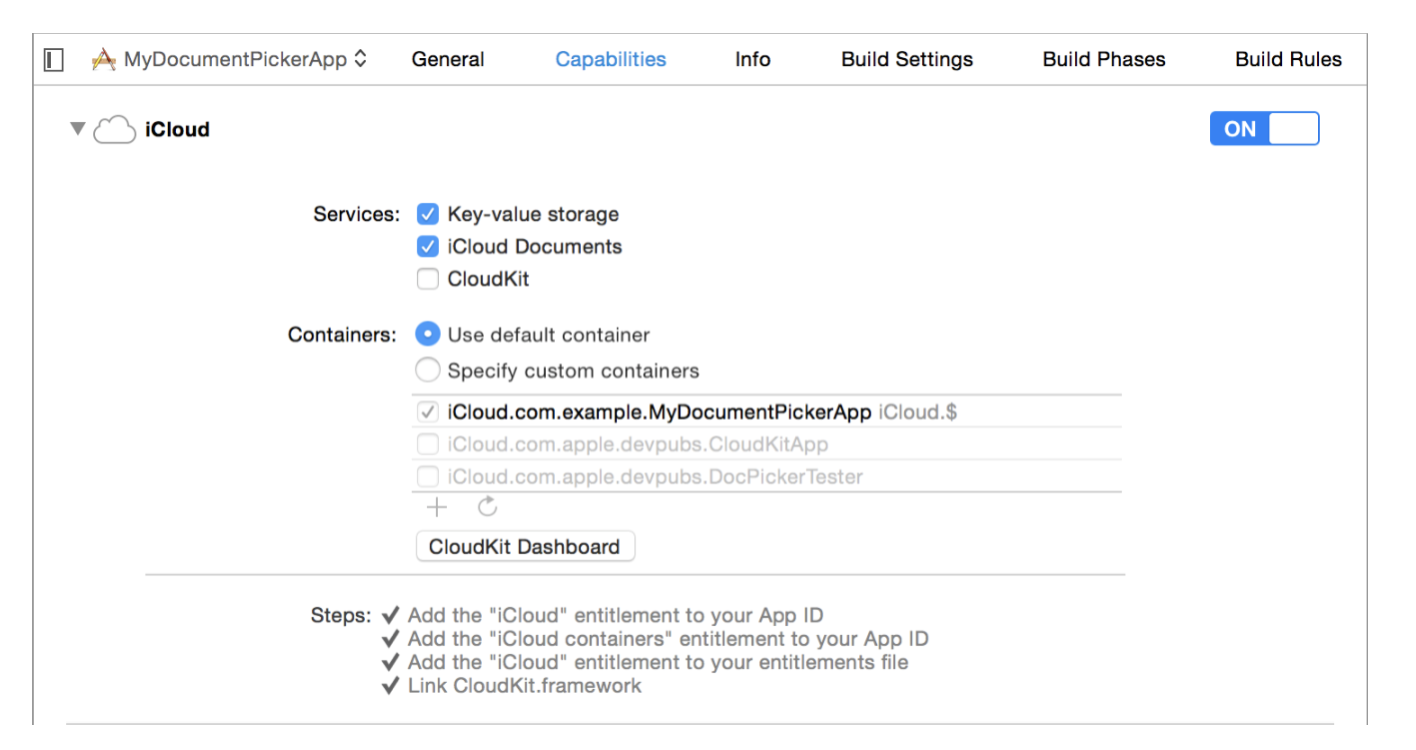 MyDocumentPickerApp General Capabilities Info Build Settings Build Phases Build Rules
iCloud ON
Services: Key-value storage
iCloud Documents
CloudKit
Containers: Use default container
Specify custom containers
iCloud.com.example.MyDocumentPickerApp iCloud.$
iCloud.com.apple.devpubs.CloudKitApp
iCloud.com.apple.devpubs.DocPickerTester
CloudKit Dashboard
Steps: ✓ Add the "iCloud" entitlement to your App ID
✓ Add the "iCloud containers" entitlement to your App ID
✓ Add the "iCloud" entitlement to your entitlements file
✓ Link CloudKit.framework